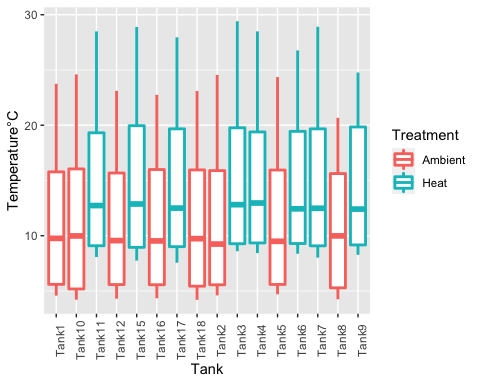 30
20
10
Temperature°C
Tank1
Tank10
Tank11
Tank12
Tank15
Tank16
Tank17
Tank18
Tank2
Tank3
Tank4
Tank5
Tank6
Tank7
Tank8
Tank9
Tank
Treatment
Ambient
Heat